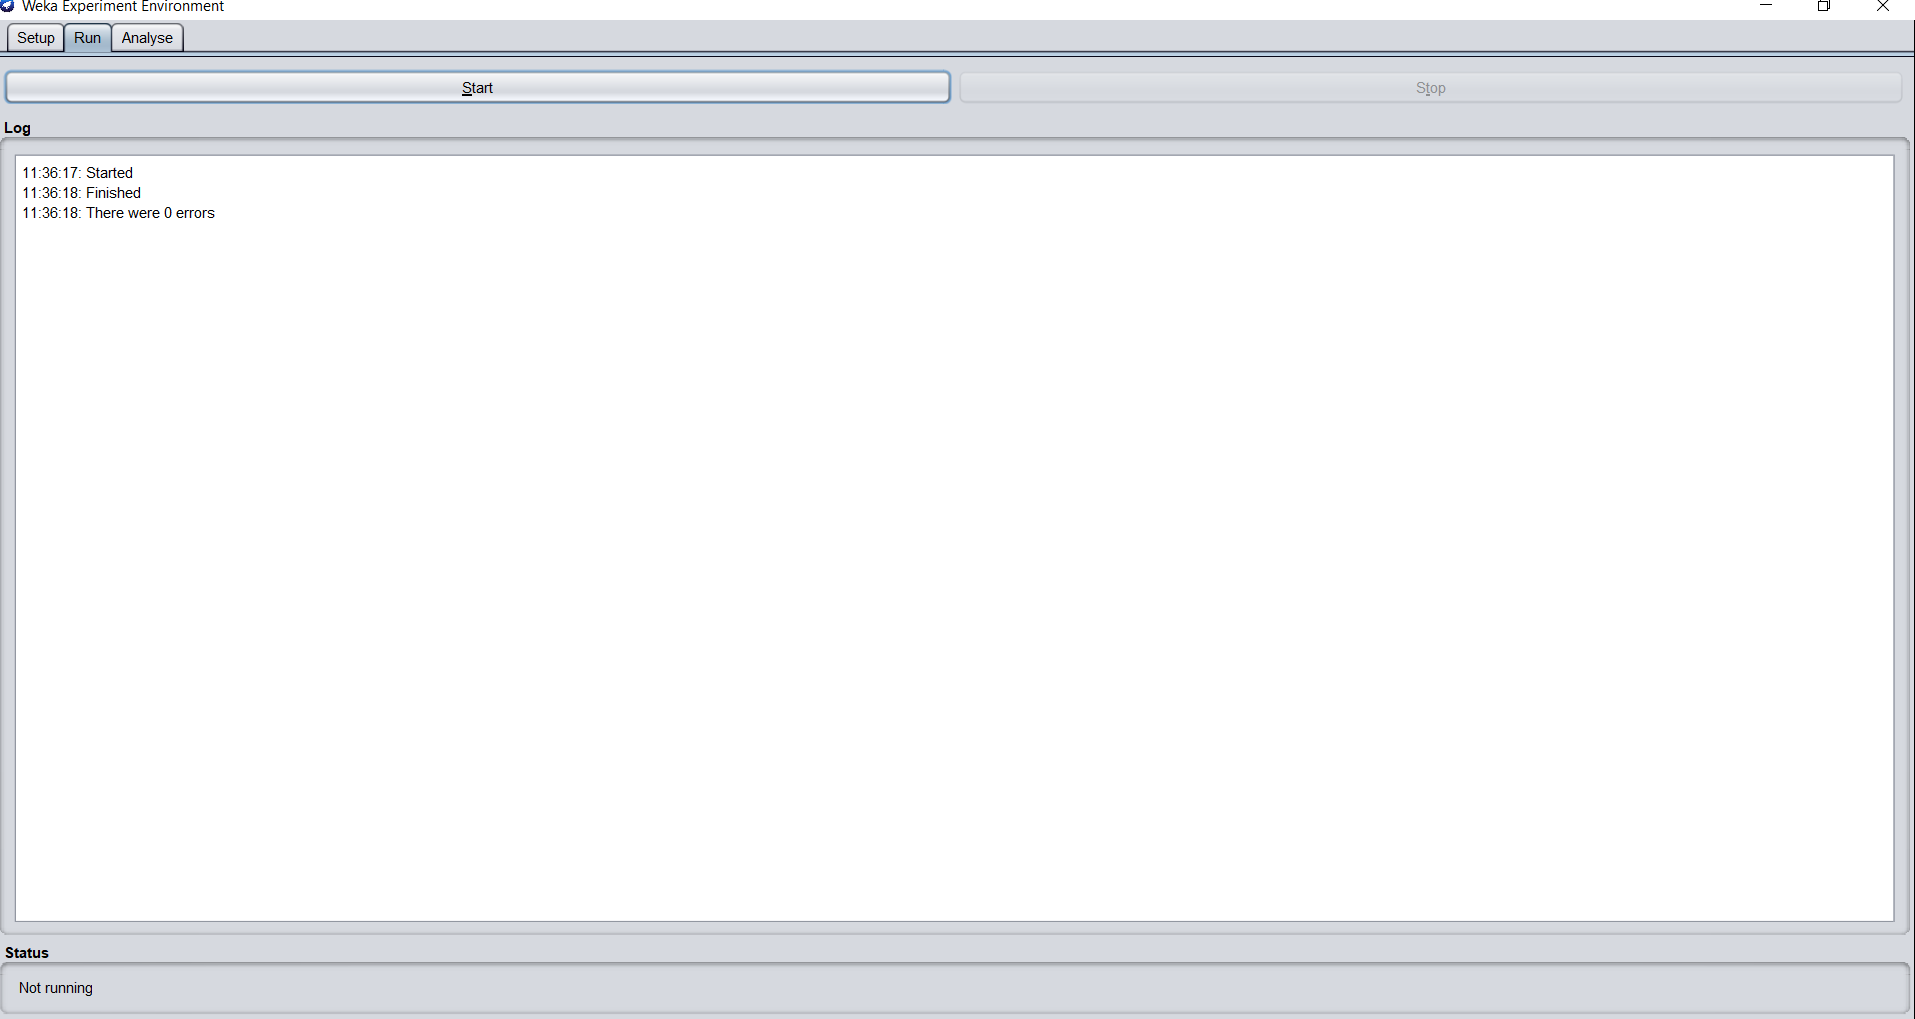 Weka Experiment Environment
Setup Run Analyse
Start Stop
Log
11:36:17: Started
11:36:18: Finished
11:36:18: There were 0 errors
Status
Not running